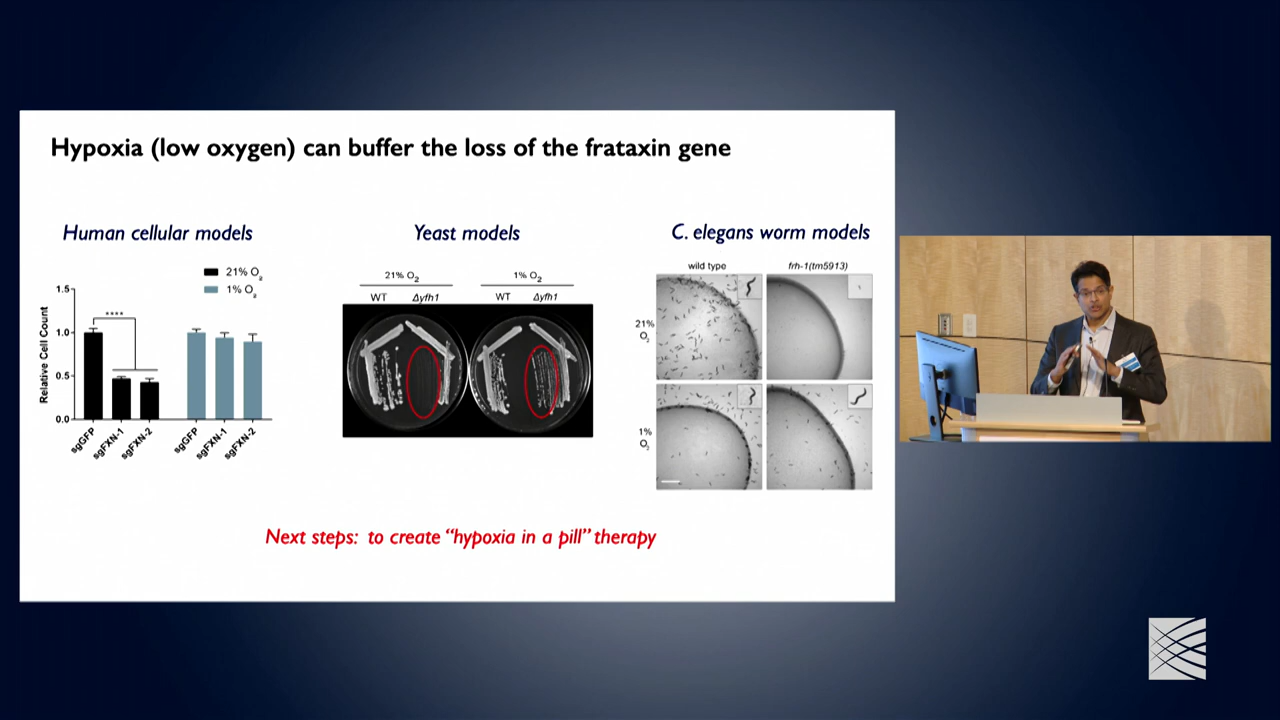 Hypoxia (low oxygen) can buffer the loss of the frataxin gene
Human cellular models
21% O2
1% O2
Relative Cell Count
1.5
1.0
0.5
0.0
****
sgGFP
sgFXN-1
sgFXN-2
sgGFP
sgFXN-1
sgFXN-2
Yeast models
21% O2
1% O2
WT
Δyfh1
WT
Δyfh1
C. elegans worm models
wild type
frh-1(tm5913)
21%
O2
1%
O2
Next steps: to create “hypoxia in a pill” therapy